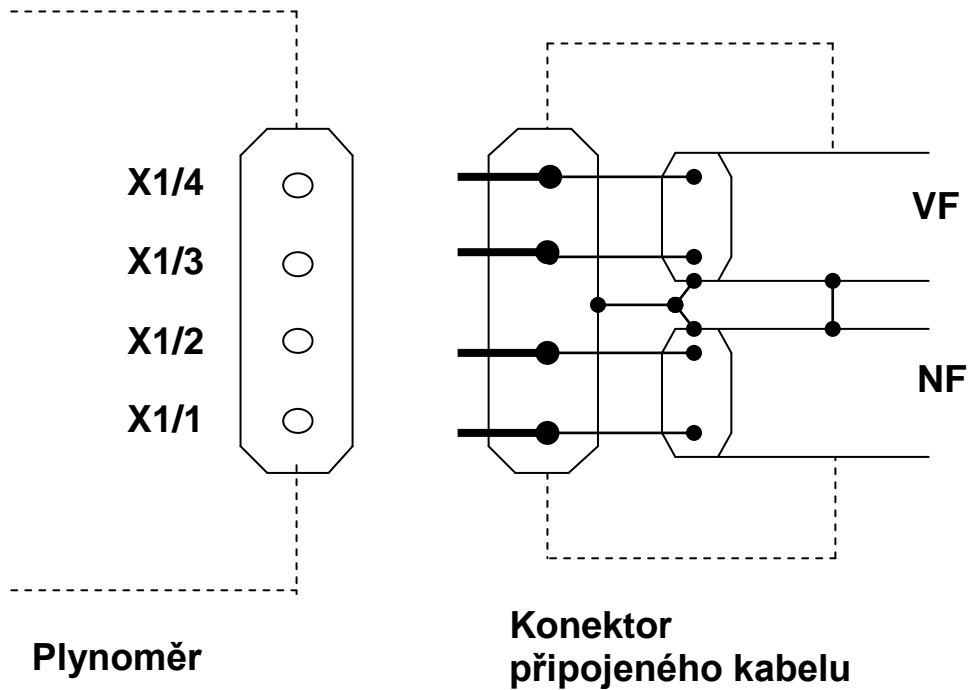 X1/4
X1/3
X1/2
X1/1
VF
NF
Plynoměr
Konektor
připojeného kabelu